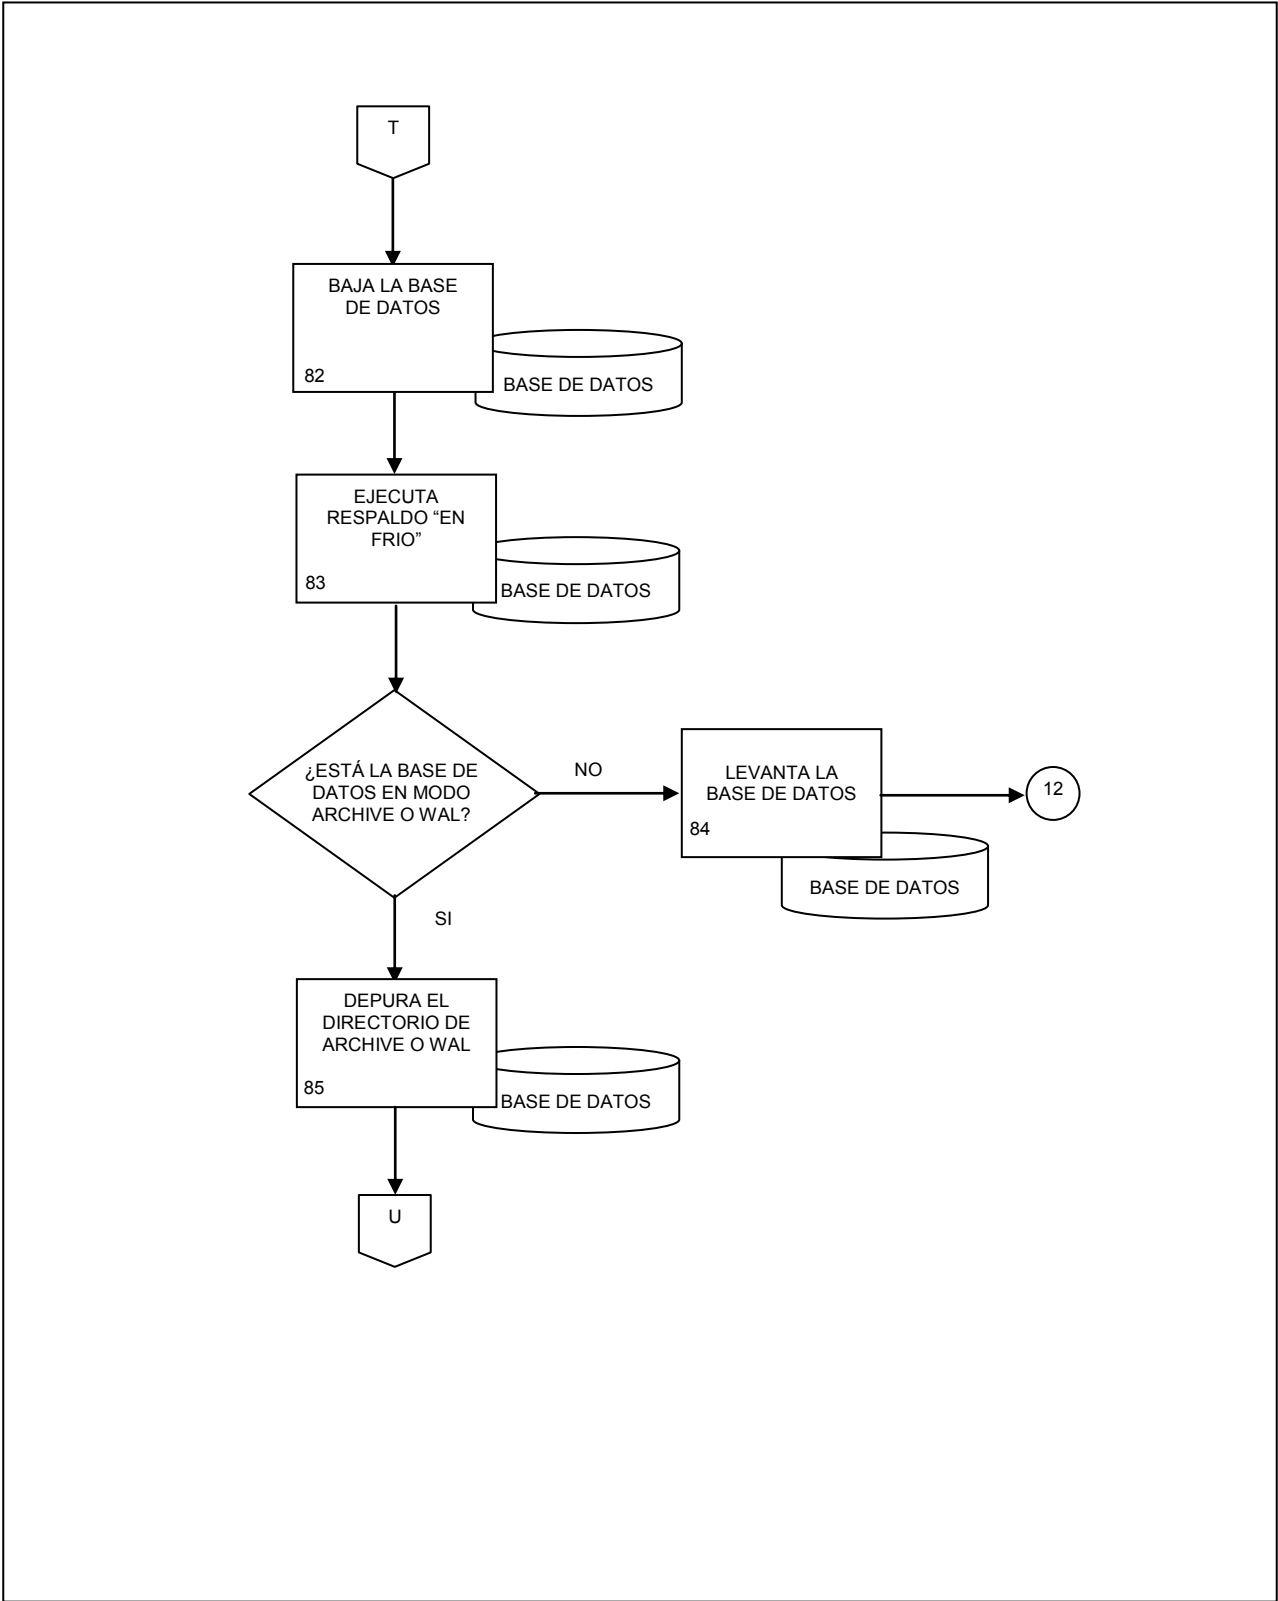 T
BAJA LA BASE
DE DATOS
82
BASE DE DATOS
EJECUTA
RESPALDO “EN
FRIO”
83
BASE DE DATOS
¿ESTÁ LA BASE DE
DATOS EN MODO
ARCHIVE O WAL?
NO
LEVANTA LA
BASE DE DATOS
84
BASE DE DATOS
12
SI
DEPURA EL
DIRECTORIO DE
ARCHIVE O WAL
85
BASE DE DATOS
U